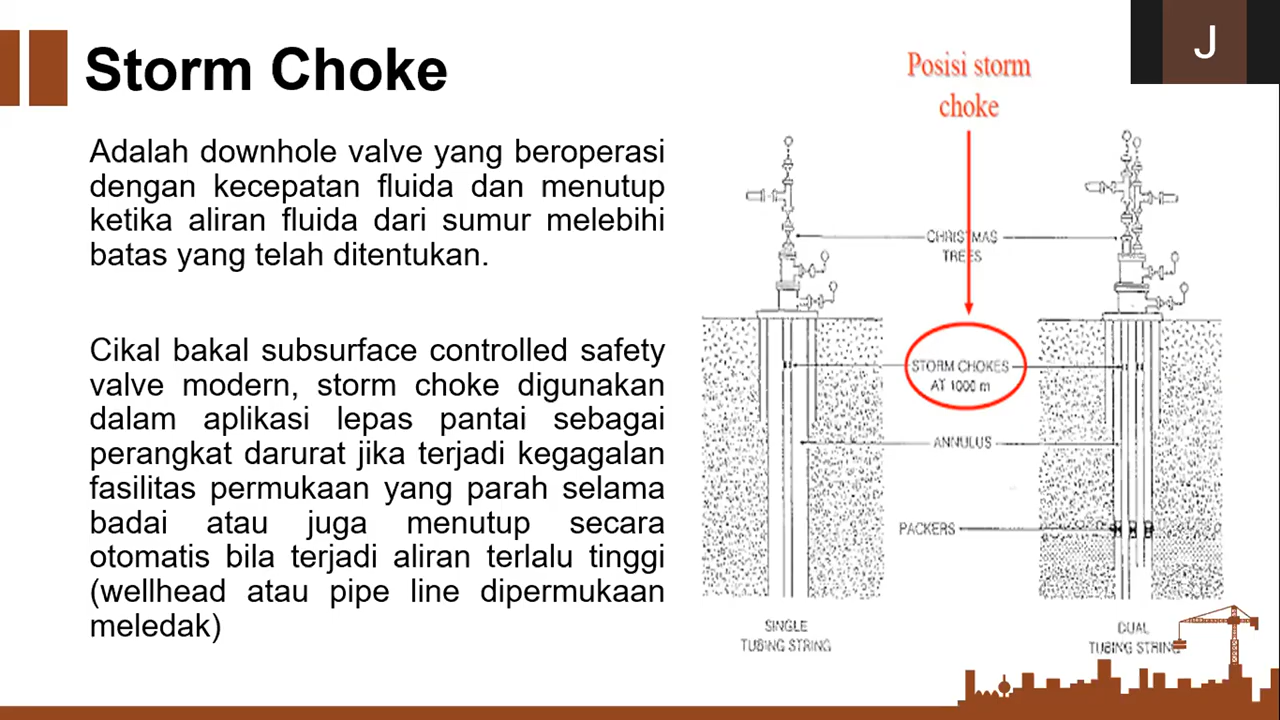 Storm Choke
Adalah downhole valve yang beroperasi
dengan kecepatan fluida dan menutup
ketika aliran fluida dari sumur melebihi
batas yang telah ditentukan.
Cikal bakal subsurface controlled safety
valve modern, storm choke digunakan
dalam aplikasi lepas pantai sebagai
perangkat darurat jika terjadi kegagalan
fasilitas permukaan yang parah selama
badai atau juga menutup secara
otomatis bila terjadi aliran terlalu tinggi
(wellhead atau pipe line dipermukaan
meledak)
J
Posisi storm
choke
CHRISTMAS
TREES
STORM CHOKES
AT 1000 m
ANNULUS
PACKERS
SINGLE
TUBING STRING
DUAL
TUBING STRING